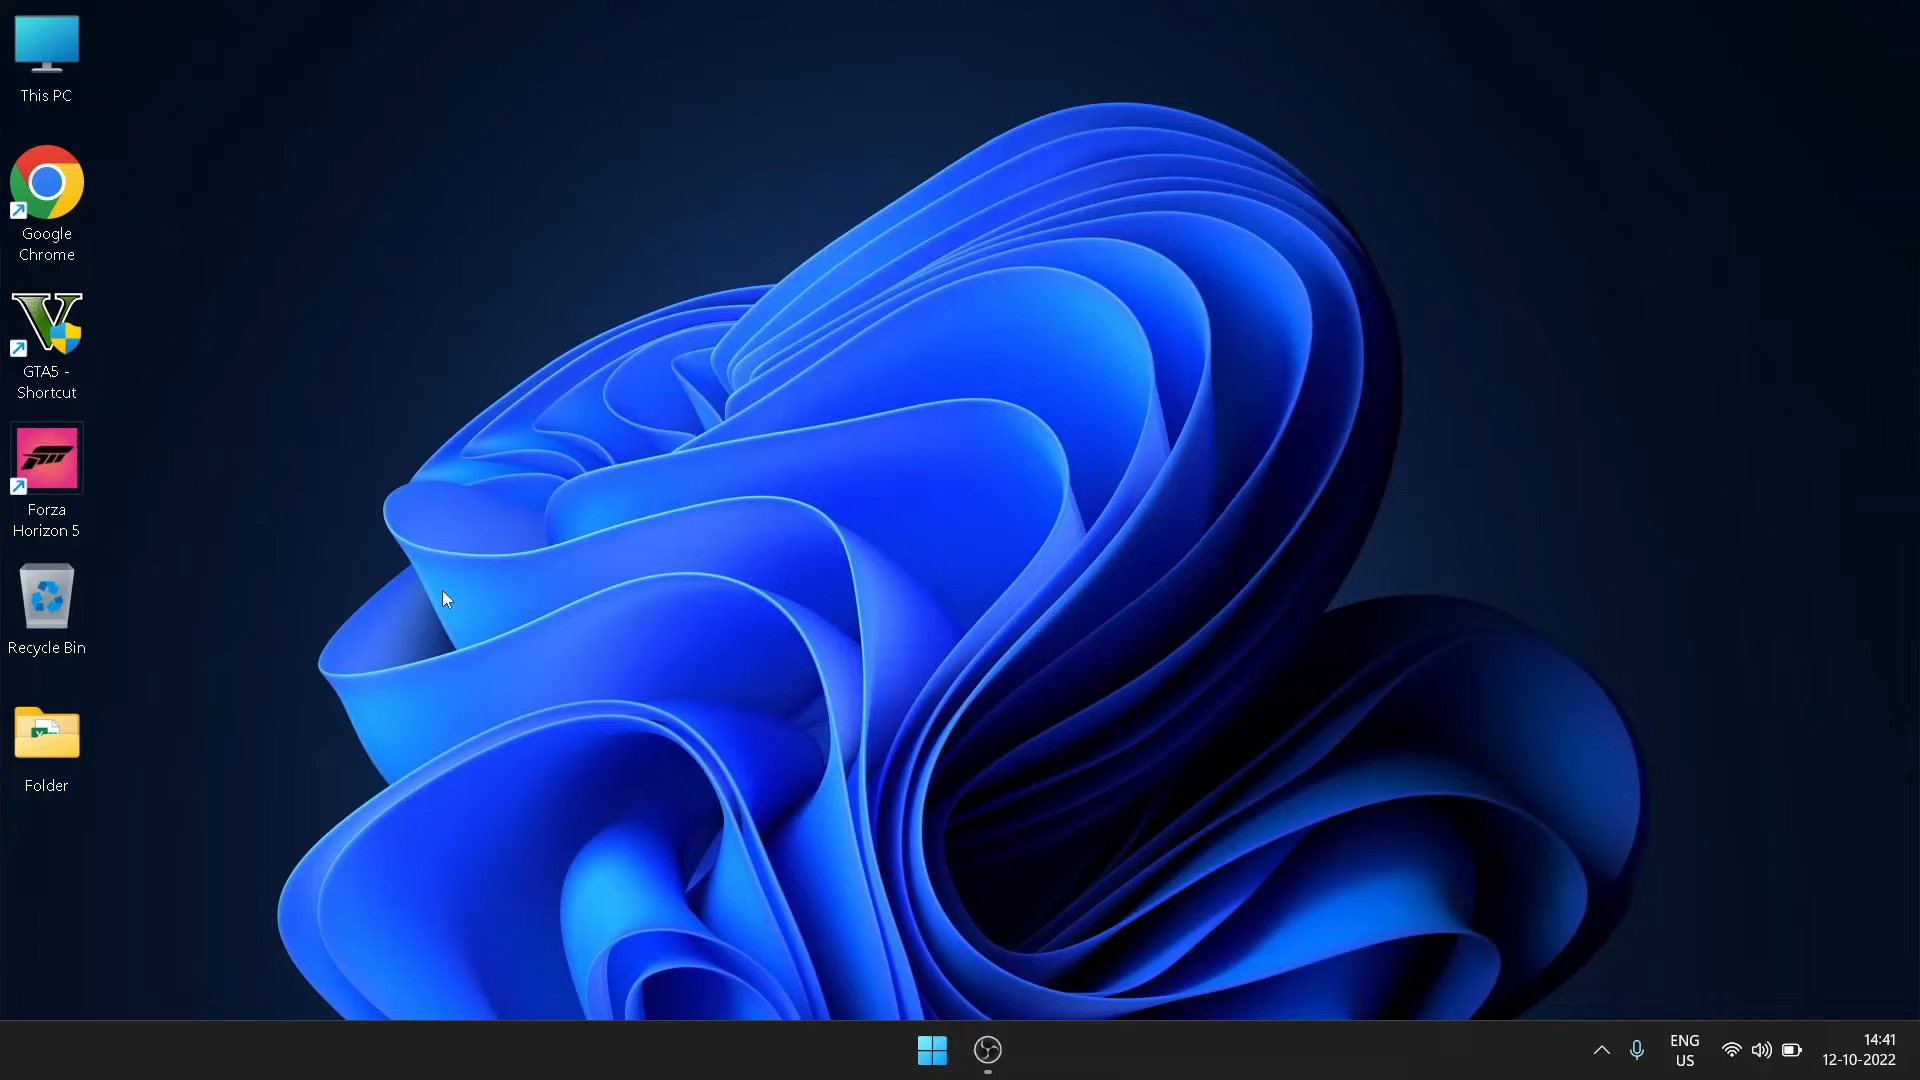 This PC
Google
Chrome
GTA5 -
Shortcut
Forza
Horizon 5
Recycle Bin
Folder
ENG
US
14:41
12-10-2022